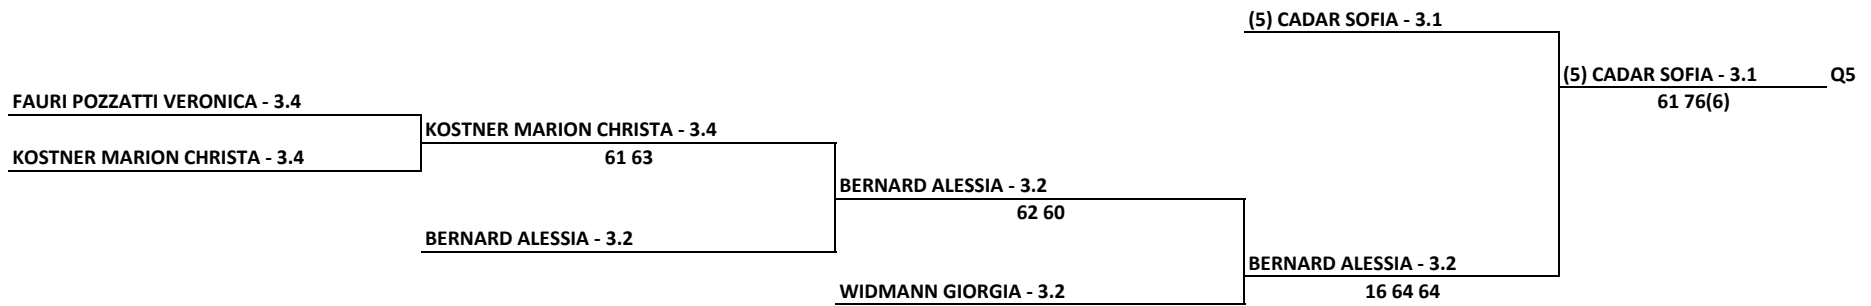 (5) CADAR SOFIA - 3.1
(5) CADAR SOFIA - 3.1 Q5
FAURI POZZATTI VERONICA - 3.4
61 76(6)
KOSTNER MARION CHRISTA - 3.4
KOSTNER MARION CHRISTA - 3.4
61 63
BERNARD ALESSIA - 3.2
62 60
BERNARD ALESSIA - 3.2
BERNARD ALESSIA - 3.2
WIDMANN GIORGIA - 3.2
16 64 64